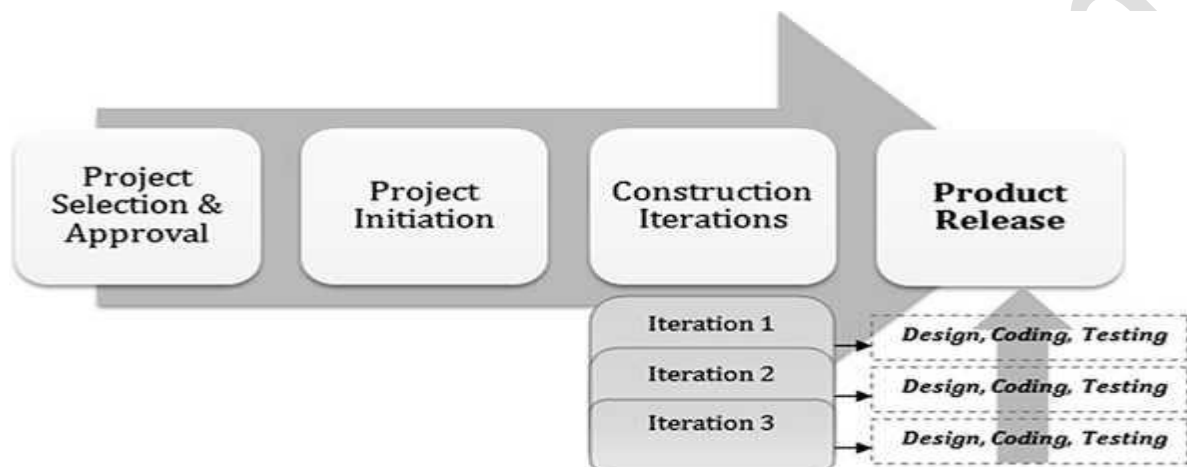 Project
Selection &
Approval
Project
Initiation
Construction
Iterations
Product
Release
Iteration 1
Design, Coding, Testing
Iteration 2
Design, Coding, Testing
Iteration 3
Design, Coding, Testing